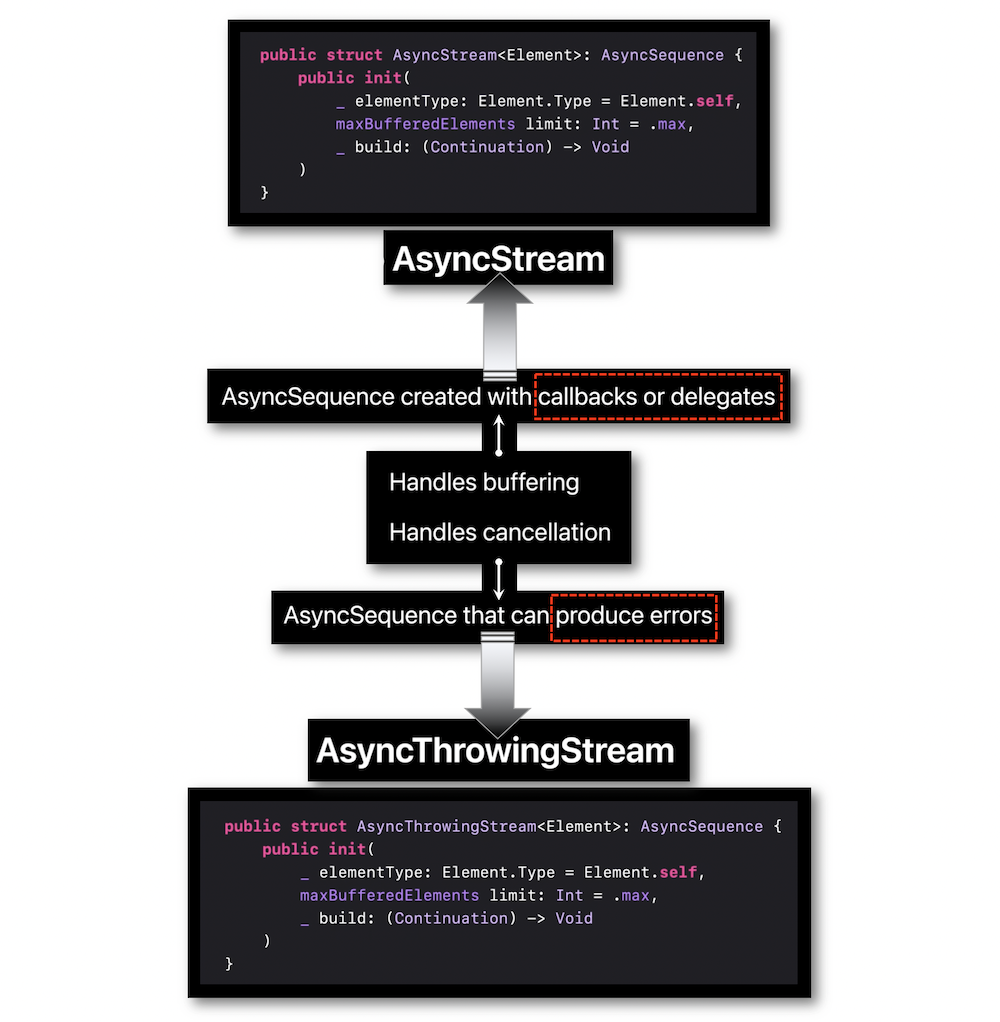 public struct AsyncStream<Element>: AsyncSequence {
    public init(
        _ elementType: Element.Type = Element.self,
        maxBufferedElements limit: Int = .max,
        _ build: (Continuation) -> Void
    )
}
AsyncStream
AsyncSequence created with callbacks or delegates
Handles buffering
Handles cancellation
AsyncSequence that can produce errors
AsyncThrowingStream
public struct AsyncThrowingStream<Element>: AsyncSequence {
    public init(
        _ elementType: Element.Type = Element.self,
        maxBufferedElements limit: Int = .max,
        _ build: (Continuation) -> Void
    )
}